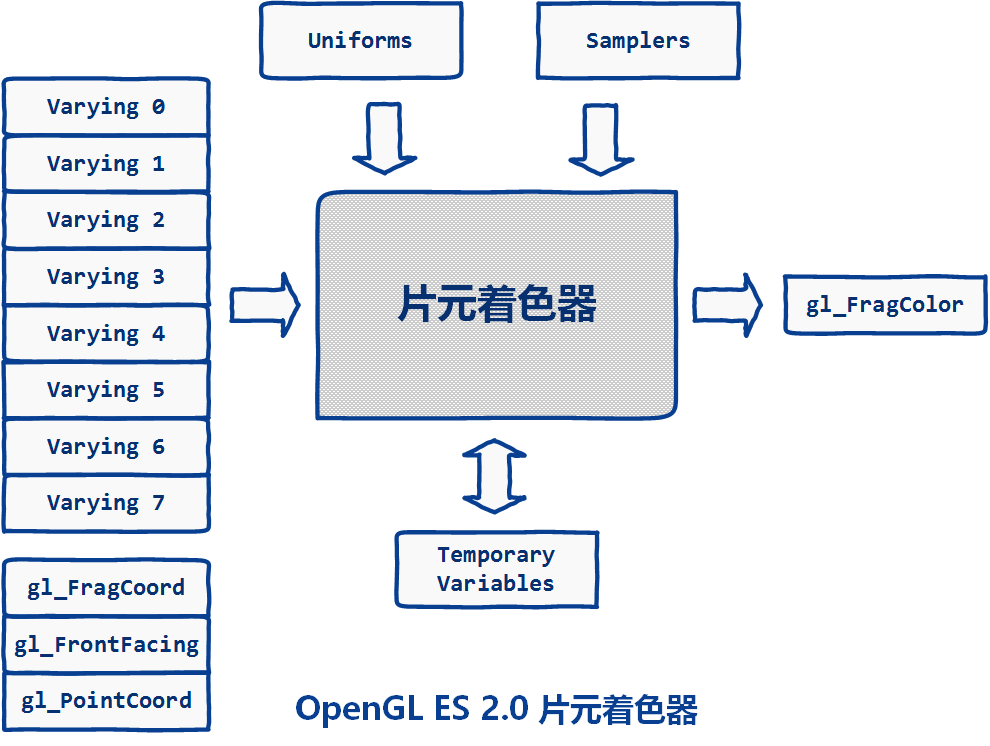 Uniforms
Samplers
Varying 0
Varying 1
Varying 2
Varying 3
Varying 4
Varying 5
Varying 6
Varying 7
片元着色器
gl_FragColor
Temporary
Variables
gl_FragCoord
gl_FrontFacing
gl_PointCoord
OpenGL ES 2.0 片元着色器